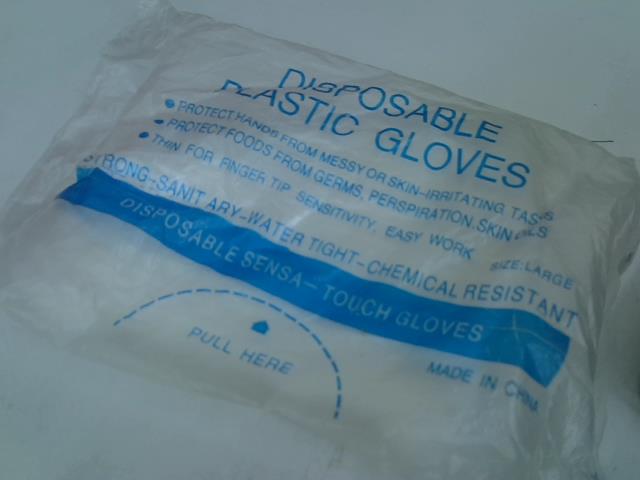 DISPOSABLE
PLASTIC GLOVES
PROTECT HANDS FROM MESSY OR SKIN-IRRITATING TASKS
PROTECT FOODS FROM GERMS, PERSPIRATION, SKIN OILS
THIN FOR FINGER TIP SENSITIVITY, EASY WORK
SIZE: LARGE
STRONG-SANITARY-WATER TIGHT-CHEMICAL RESISTANT
DISPOSABLE SENSA-TOUCH GLOVES
PULL HERE
MADE IN CHINA